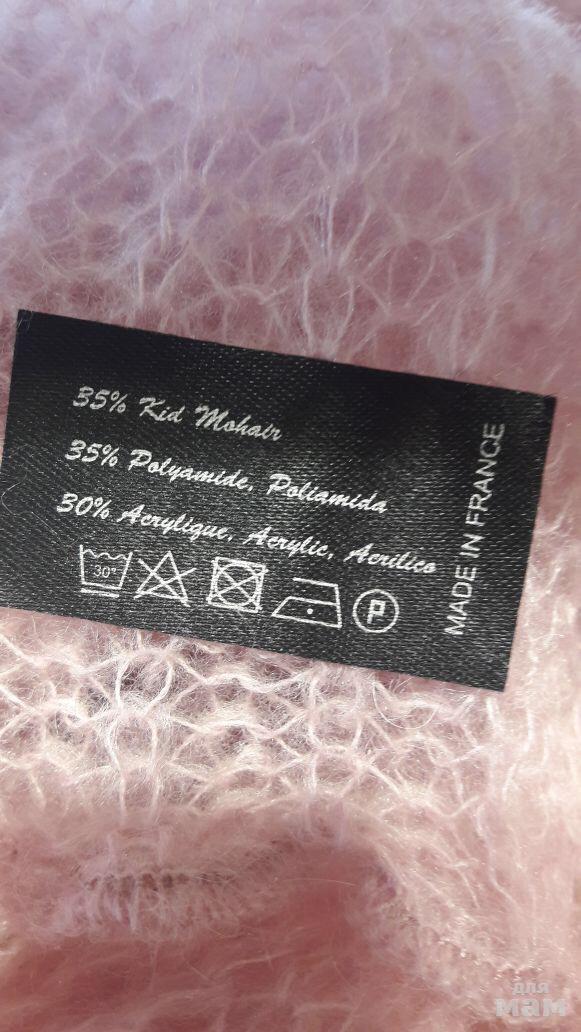 35% Kid Mohair
35% Polyamide, Poliamida
30% Acrylique, Acrylic, Acrilico
30°
P
MADE IN FRANCE
для
мам